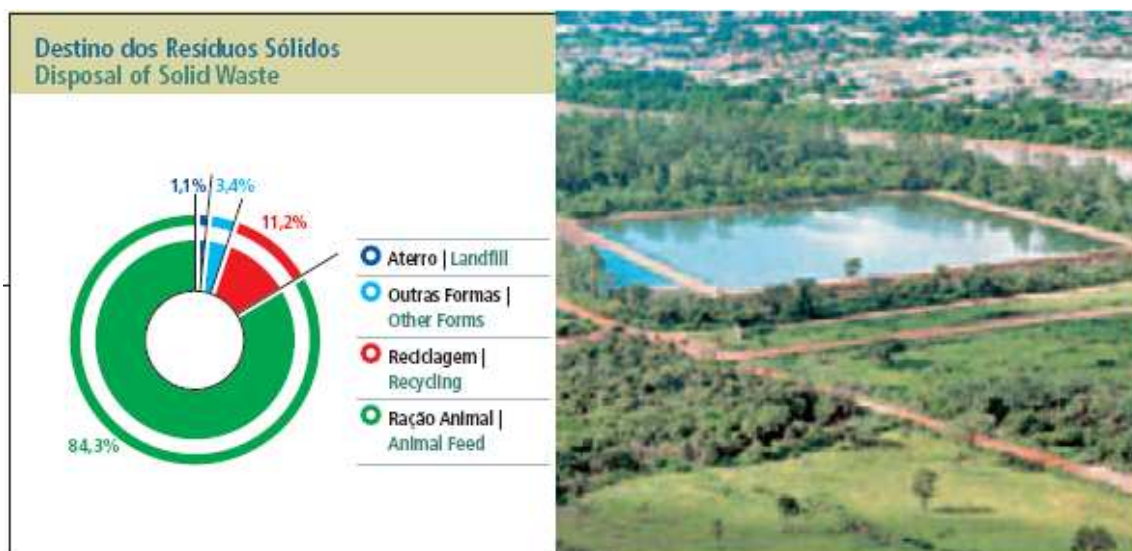 Destino dos Resíduos Sólidos
Disposal of Solid Waste
1,1%
3,4%
11,2%
84,3%
Aterro | Landfill
Outras Formas |
Other Forms
Reciclagem |
Recycling
Ração Animal |
Animal Feed